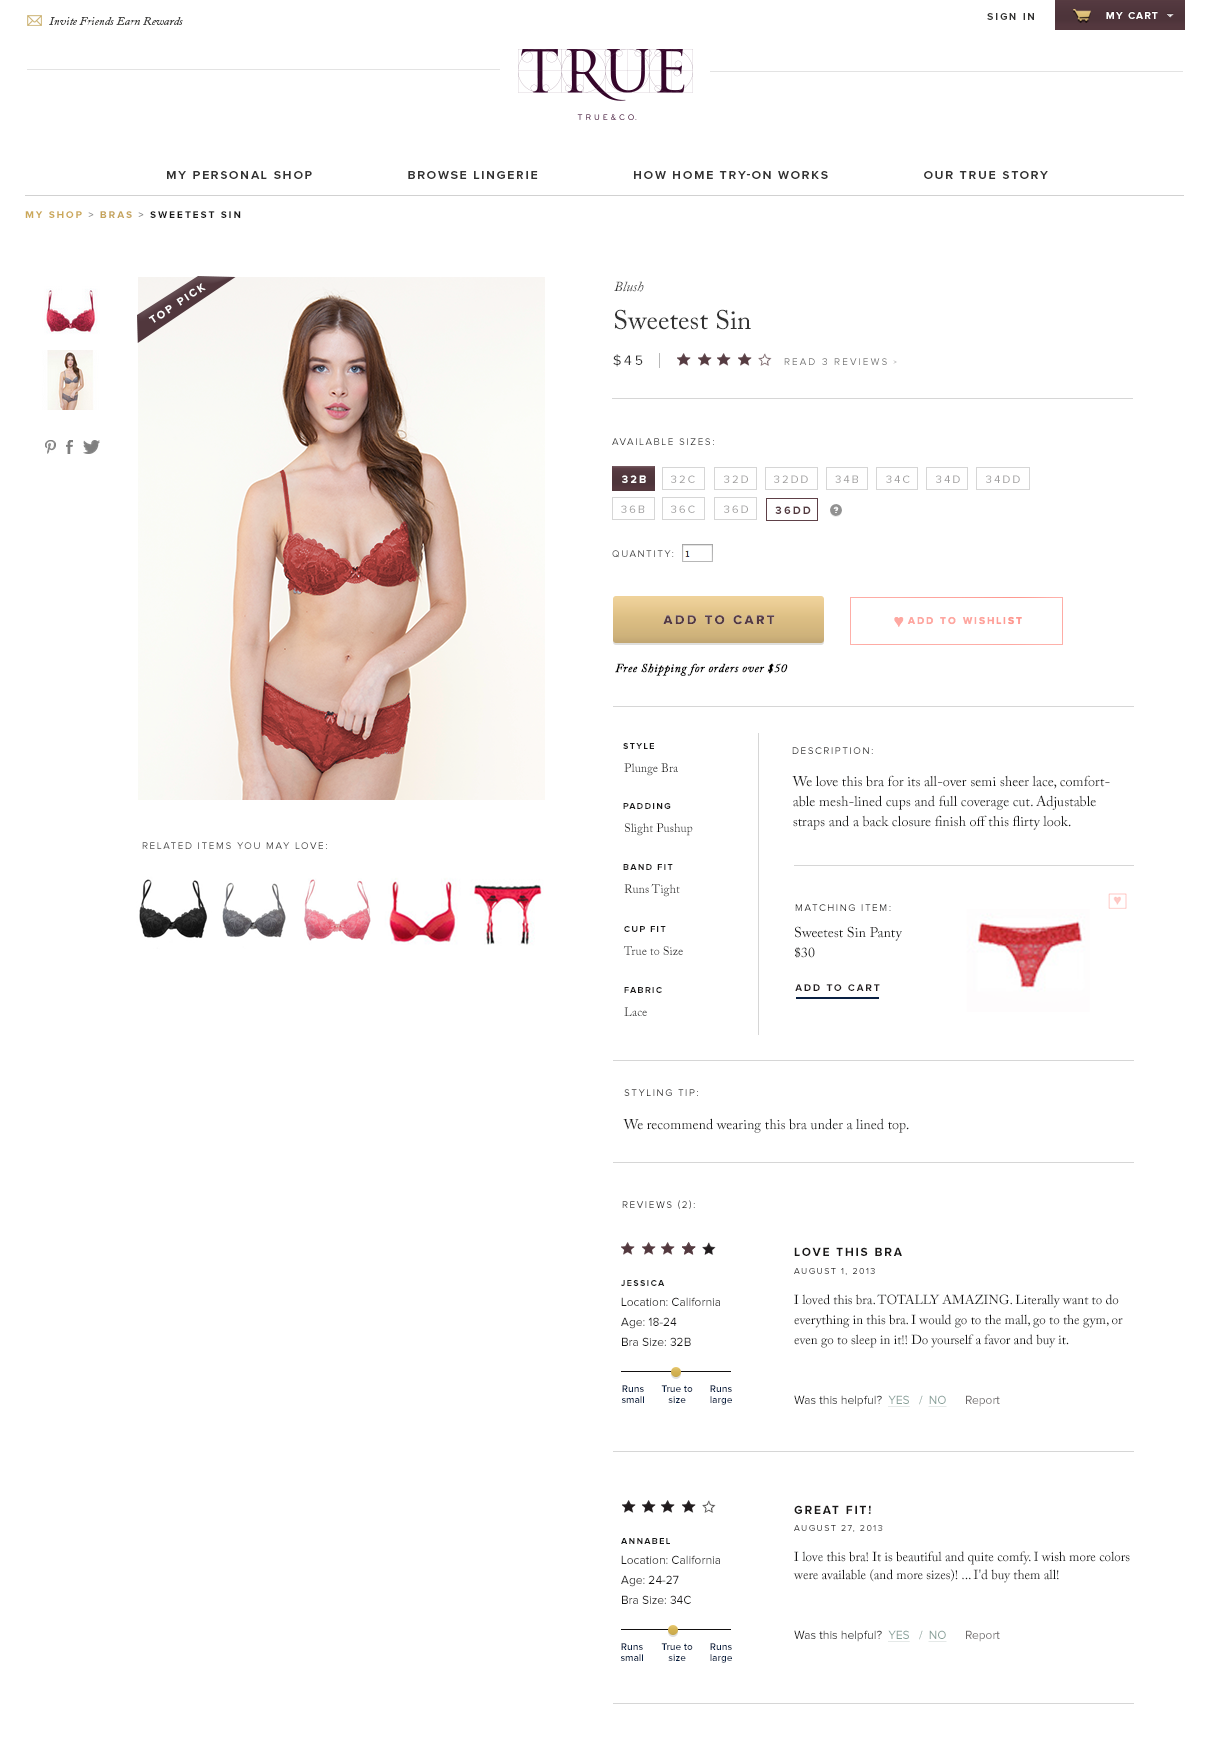 Invite Friends Earn Rewards
SIGN IN
MY CART
TRUE
TRUE&CO.
MY PERSONAL SHOP
BROWSE LINGERIE
HOW HOME TRY-ON WORKS
OUR TRUE STORY
MY SHOP > BRAS > SWEETEST SIN
TOP PICK
RELATED ITEMS YOU MAY LOVE:
Blush
Sweetest Sin
$45
READ 3 REVIEWS >
AVAILABLE SIZES:
32B 32C 32D 32DD 34B 34C 34D 34DD
36B 36C 36D 36DD ?
QUANTITY: 1
ADD TO CART
ADD TO WISHLIST
Free Shipping for orders over $50
STYLE
Plunge Bra
PADDING
Slight Pushup
BAND FIT
Runs Tight
CUP FIT
True to Size
FABRIC
Lace
DESCRIPTION:
We love this bra for its all-over semi sheer lace, comfort-
able mesh-lined cups and full coverage cut. Adjustable
straps and a back closure finish off this flirty look.
MATCHING ITEM:
Sweetest Sin Panty
$30
ADD TO CART
STYLING TIP:
We recommend wearing this bra under a lined top.
REVIEWS (2):
JESSICA
Location: California
Age: 18-24
Bra Size: 32B
Runs small
True to size
Runs large
LOVE THIS BRA
AUGUST 1, 2013
I loved this bra. TOTALLY AMAZING. Literally want to do
everything in this bra. I would go to the mall, go to the gym, or
even go to sleep in it!! Do yourself a favor and buy it.
Was this helpful? YES / NO Report
ANNABEL
Location: California
Age: 24-27
Bra Size: 34C
Runs small
True to size
Runs large
GREAT FIT!
AUGUST 27, 2013
I love this bra! It is beautiful and quite comfy. I wish more colors
were available (and more sizes)! ... I'd buy them all!
Was this helpful? YES / NO Report